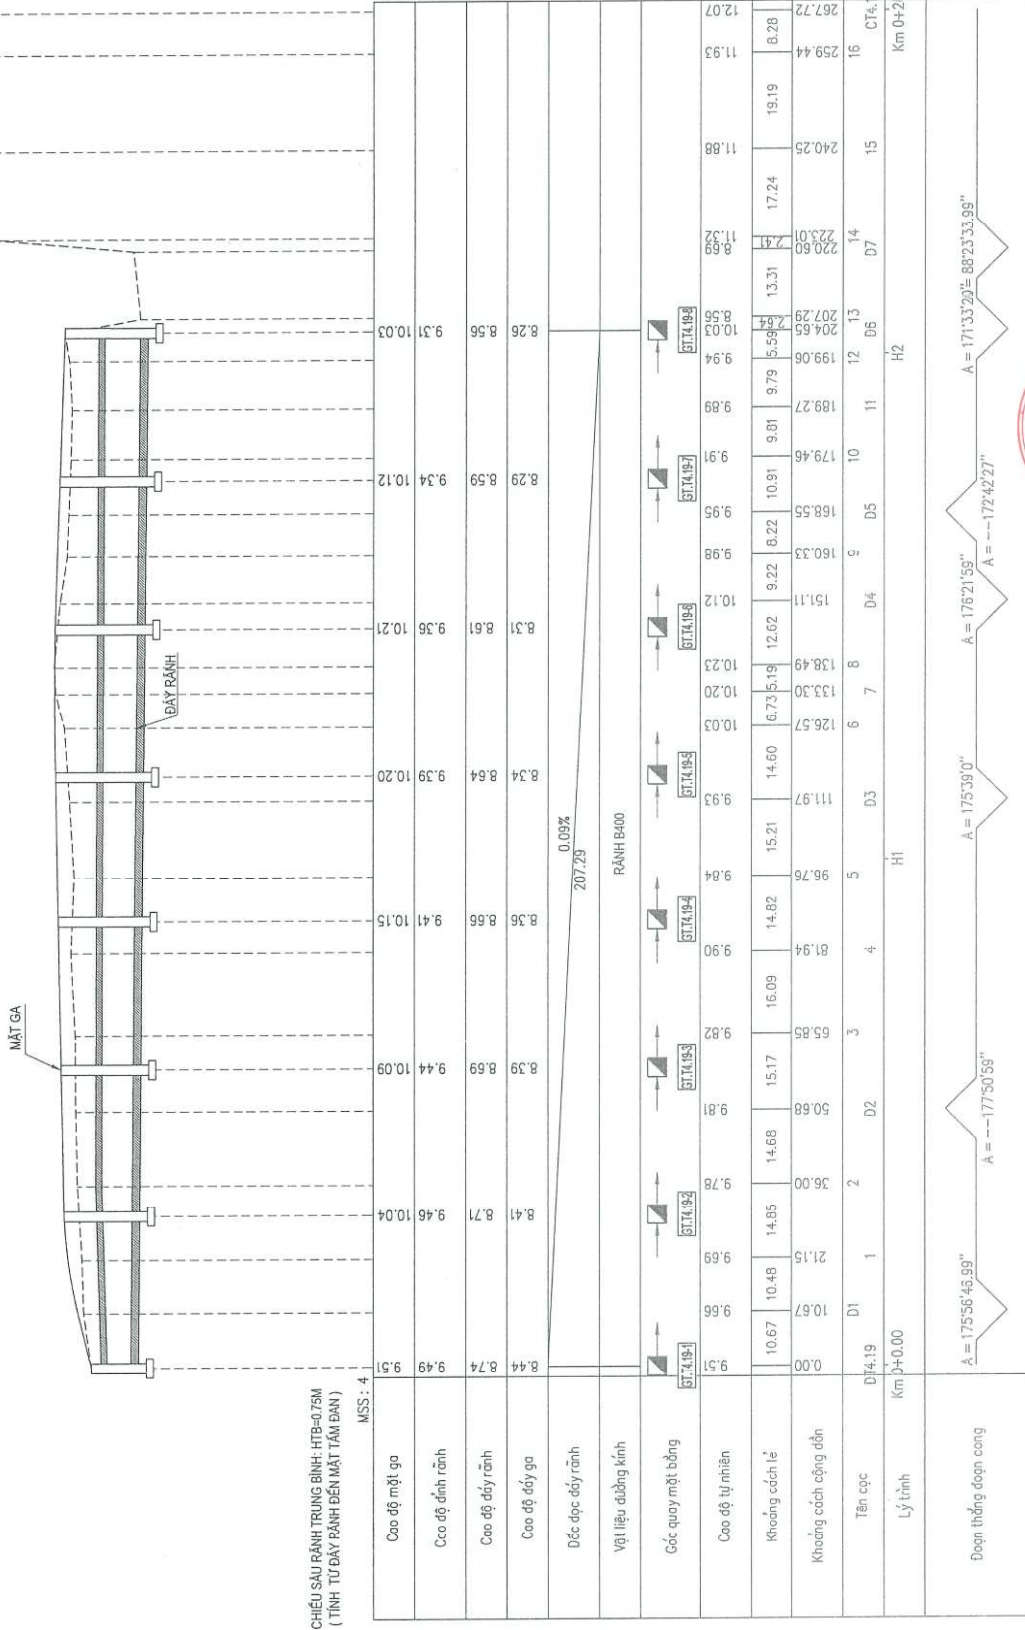 MẶT GA
ĐÁY RÃNH
CHIỀU SÂU RÃNH TRUNG BÌNH: HTB=0.75M
( TÍNH TỪ ĐÁY RÃNH ĐẾN MẶT TẤM ĐAN )
MSS : 4
Cao độ mặt ga
9.51 10.04 10.09 10.15 10.20 10.21 10.12 10.03
Cao độ đỉnh rãnh
9.49 9.46 9.44 9.41 9.39 9.36 9.34 9.31
Cao độ đáy rãnh
8.74 8.71 8.69 8.66 8.64 8.61 8.59 8.56
Cao độ đáy ga
8.44 8.41 8.39 8.36 8.34 8.31 8.29 8.26
Dốc dọc đáy rãnh
0.09%
207.29
Vật liệu đường kính
RÃNH B400
Góc quay mặt bằng
GT.T4.19-1 GT.T4.19-2 GT.T4.19-3 GT.T4.19-4 GT.T4.19-5 GT.T4.19-6 GT.T4.19-7 GT.T4.19-8
Cao độ tự nhiên
9.51 9.66 9.69 9.78 9.81 9.82 9.90 9.84 9.93 10.03 10.20 10.23 10.12 9.98 9.95 9.91 9.89 9.94 10.03 8.56 8.69 11.32 11.88 11.93 12.07
Khoảng cách lẻ
10.67 10.48 14.85 14.68 15.17 16.09 14.82 15.21 14.60 6.73 5.19 12.62 9.22 8.22 10.91 9.81 9.79 5.59 2.64 13.31 2.41 17.24 19.19 8.28
Khoảng cách cộng dồn
0.00 10.67 21.15 36.00 50.68 65.85 81.94 96.76 111.97 126.57 133.30 138.49 151.11 160.33 168.55 179.46 189.27 199.06 204.65 207.29 220.60 223.01 240.25 259.44 267.72
Tên cọc
DT4.19 D1 1 2 D2 3 4 5 D3 6 7 8 D4 9 D5 10 11 12 D6 13 D7 14 15 16 CT4.
Lý trình
Km 0+0.00 H1 H2 Km 0+2
Đoạn thẳng đoạn cong
A = 175°56'46.99" A = --177°50'59" A = 175°39'0" A = 176°21'59" A = --172°42'27" A = 171°33'20" = 88°23'33.99"